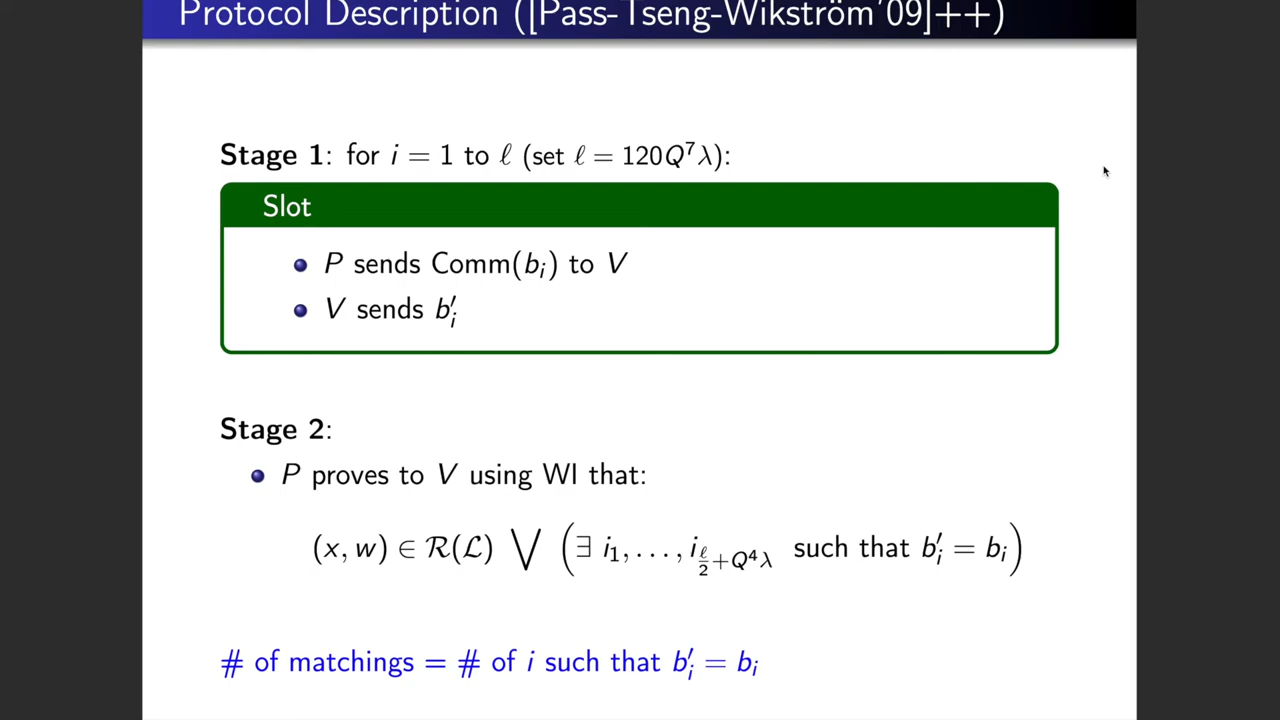 Protocol Description ([Pass-Tseng-Wikström'09]++)
Stage 1: for i = 1 to ℓ (set ℓ = 120Q⁷λ):
Slot
P sends Comm(bᵢ) to V
V sends b′ᵢ
Stage 2:
P proves to V using WI that:
(x, w) ∈ R(L) ⋁ (∃ i₁, . . . , i_{ℓ/2+Q⁴λ} such that b′ᵢ = bᵢ)
# of matchings = # of i such that b′ᵢ = bᵢ